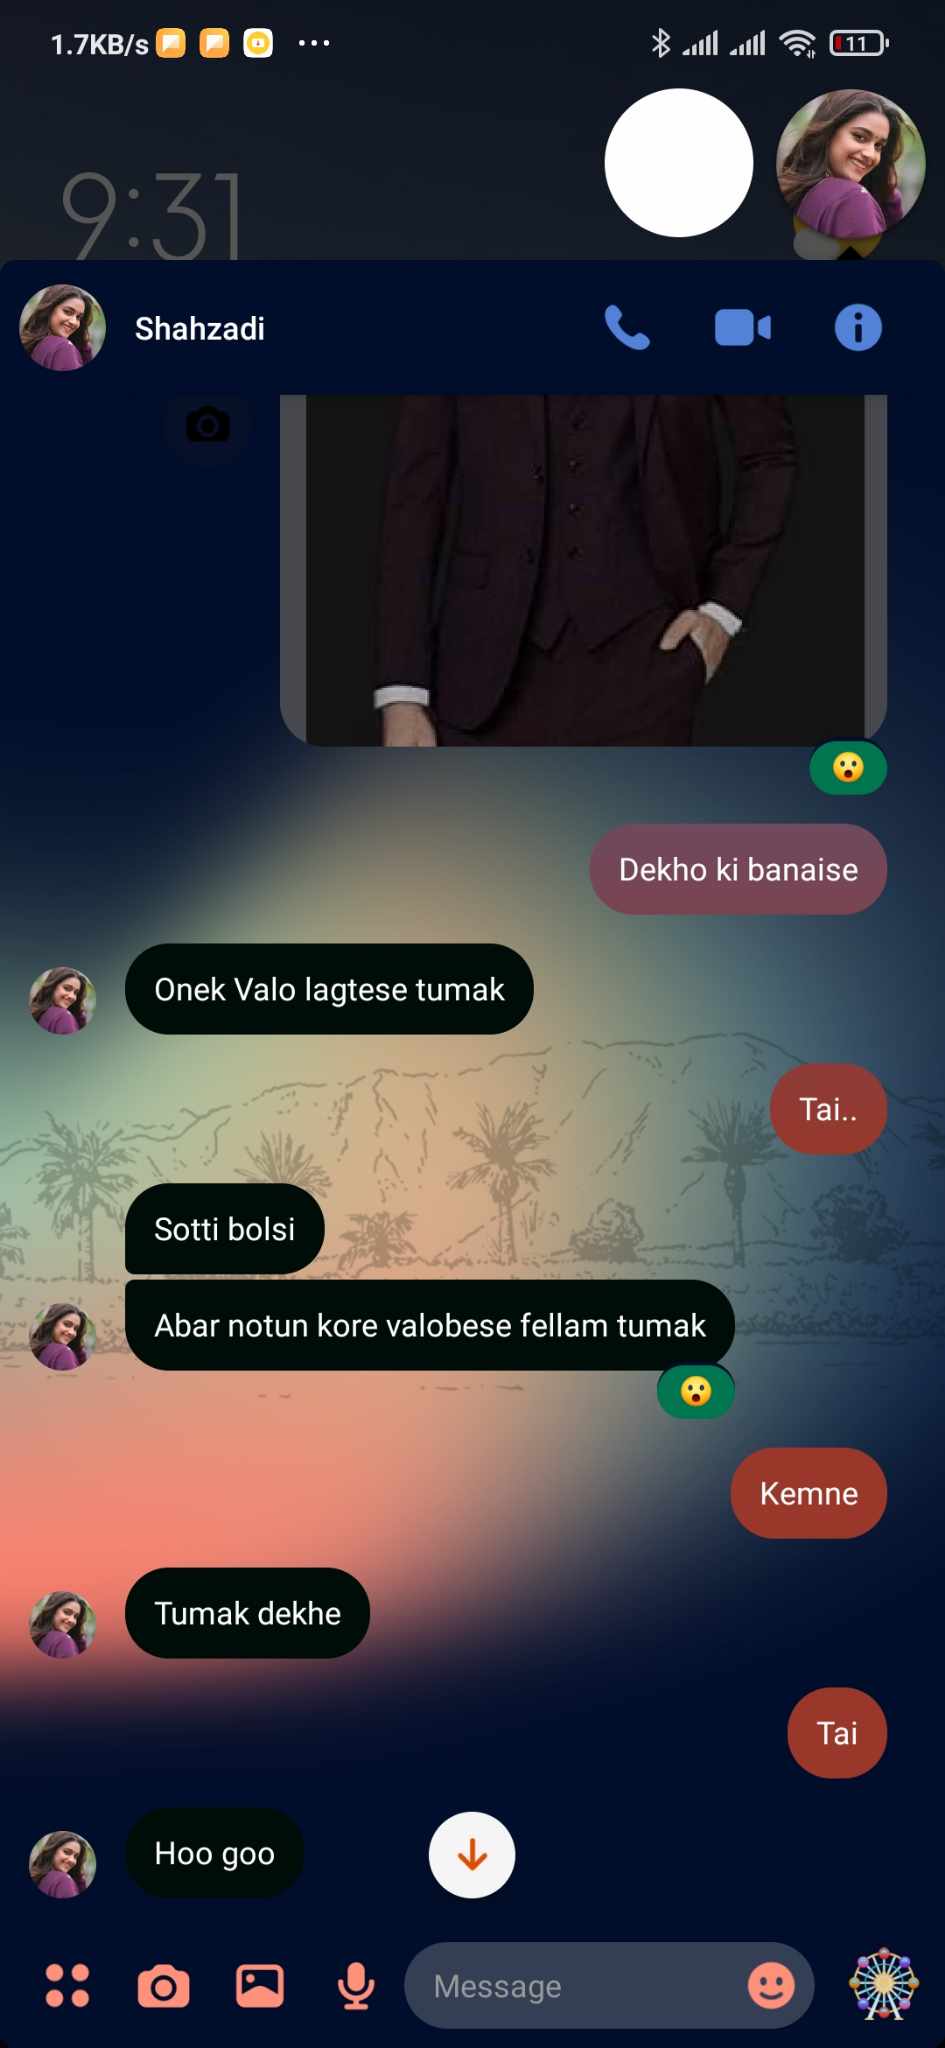 1.7KB/s
11
9:31
Shahzadi
Dekho ki banaise
Onek Valo lagtese tumak
Tai..
Sotti bolsi
Abar notun kore valobese fellam tumak
Kemne
Tumak dekhe
Tai
Hoo goo
Message